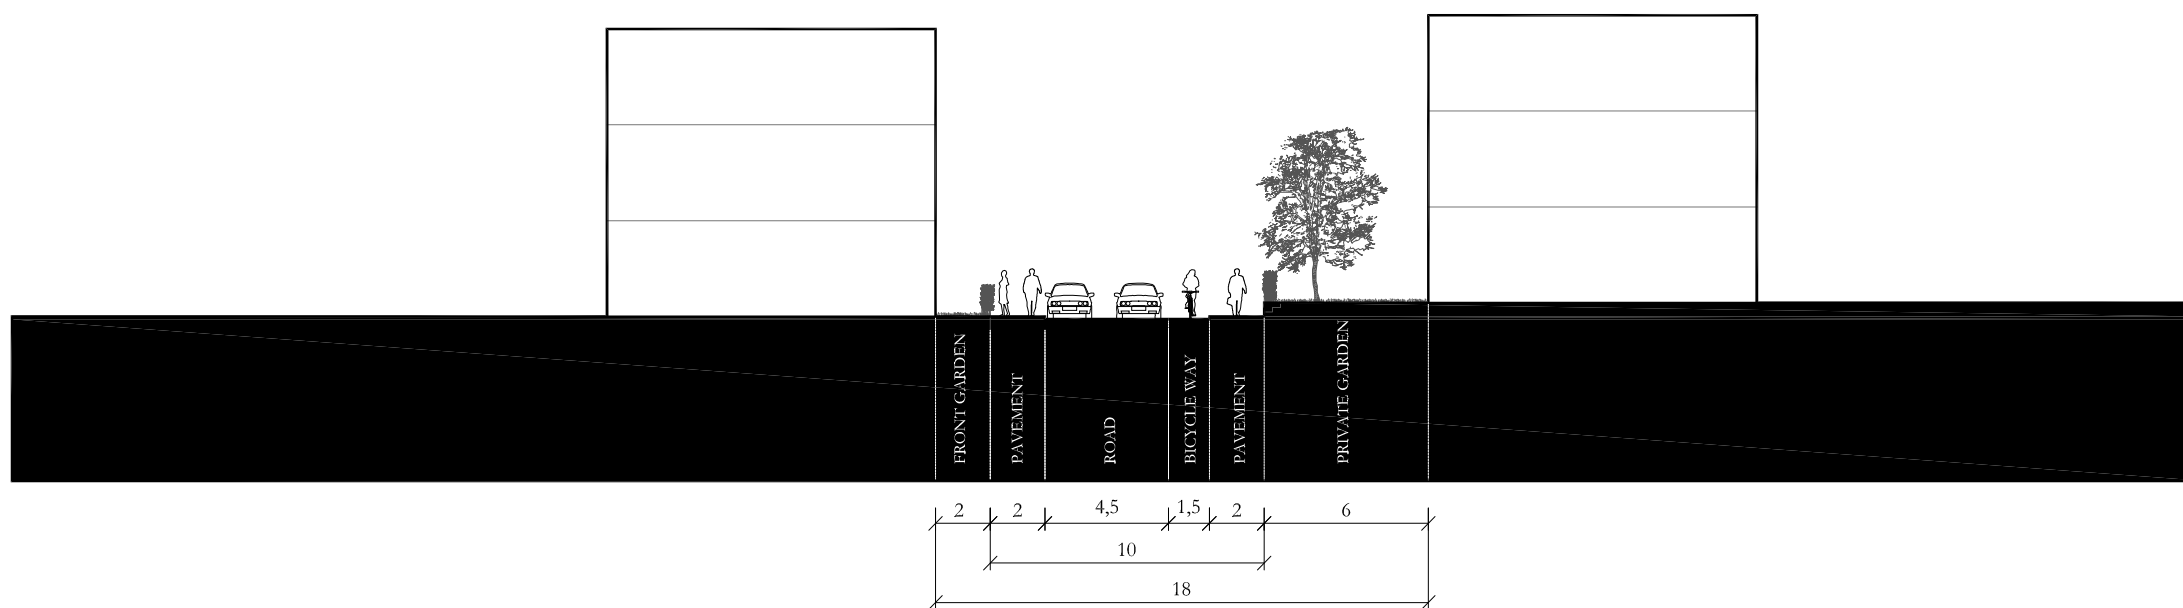 FRONT GARDEN
PAVEMENT
ROAD
BICYCLE WAY
PAVEMENT
PRIVATE GARDEN
2
2
4,5
1,5
2
6
10
18